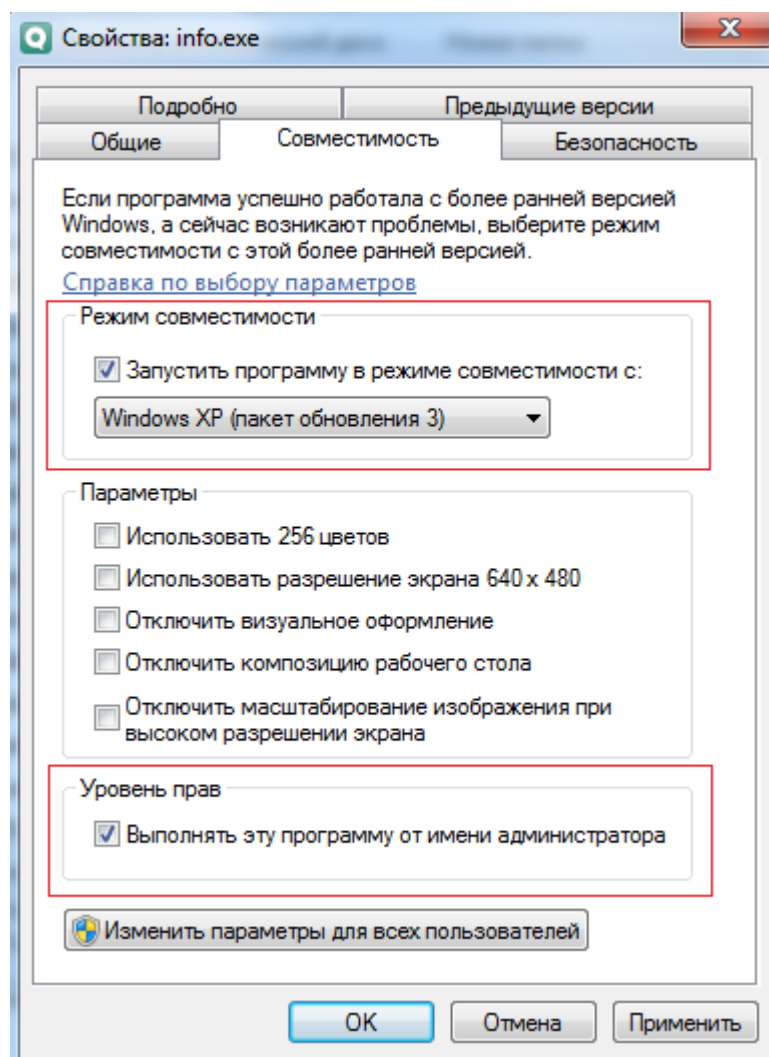 Свойства: info.exe
Подробно
Предыдущие версии
Общие
Совместимость
Безопасность
Если программа успешно работала с более ранней версией
Windows, а сейчас возникают проблемы, выберите режим
совместимости с этой более ранней версией.
Справка по выбору параметров
Режим совместимости
Запустить программу в режиме совместимости с:
Windows XP (пакет обновления 3)
Параметры
Использовать 256 цветов
Использовать разрешение экрана 640 x 480
Отключить визуальное оформление
Отключить композицию рабочего стола
Отключить масштабирование изображения при
высоком разрешении экрана
Уровень прав
Выполнять эту программу от имени администратора
Изменить параметры для всех пользователей
OK
Отмена
Применить